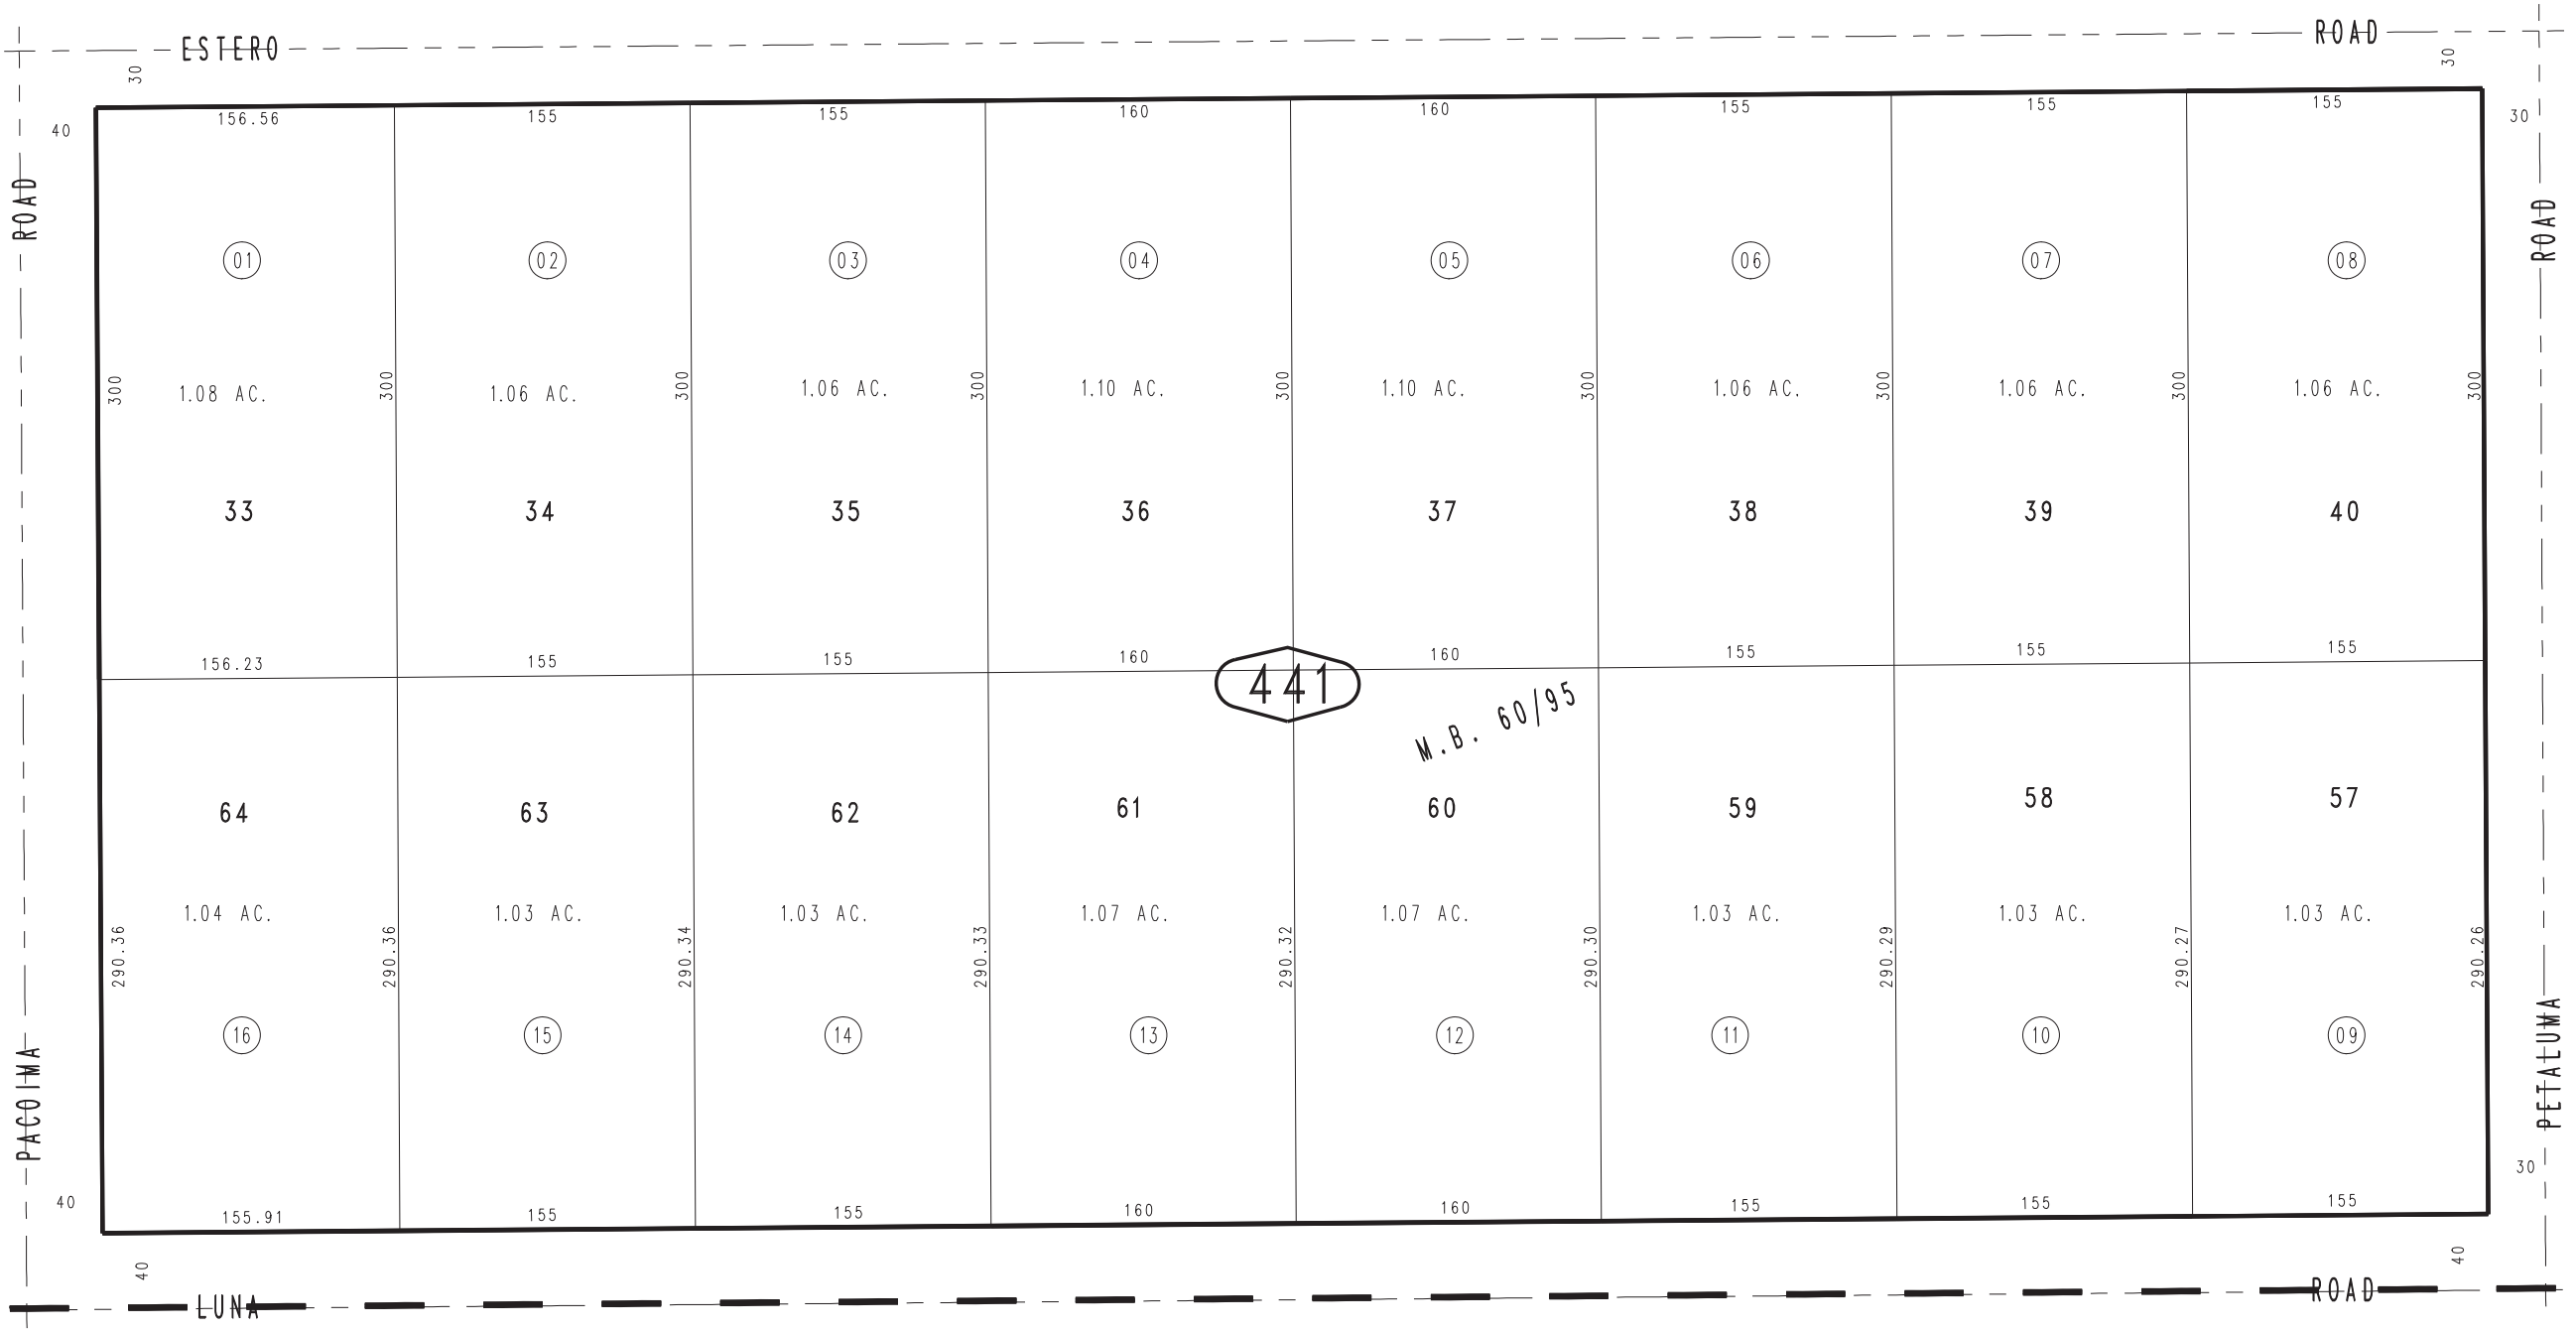 ESTERO ROAD
30 30
40 30
156.56 155 155 160 160 155 155 155
ROAD ROAD
01 02 03 04 05 06 07 08
300 300 300 300 300 300 300 300 300
1.08 AC. 1.06 AC. 1.06 AC. 1.10 AC. 1.10 AC. 1.06 AC. 1.06 AC. 1.06 AC.
33 34 35 36 37 38 39 40
156.23 155 155 160 160 155 155 155
441
M.B. 60/95
64 63 62 61 60 59 58 57
1.04 AC. 1.03 AC. 1.03 AC. 1.07 AC. 1.07 AC. 1.03 AC. 1.03 AC. 1.03 AC.
290.36 290.36 290.34 290.33 290.32 290.30 290.29 290.27 290.26
16 15 14 13 12 11 10 09
PACOIMA PETALUMA
40 30
155.91 155 155 160 160 155 155 155
40 40
LUNA ROAD